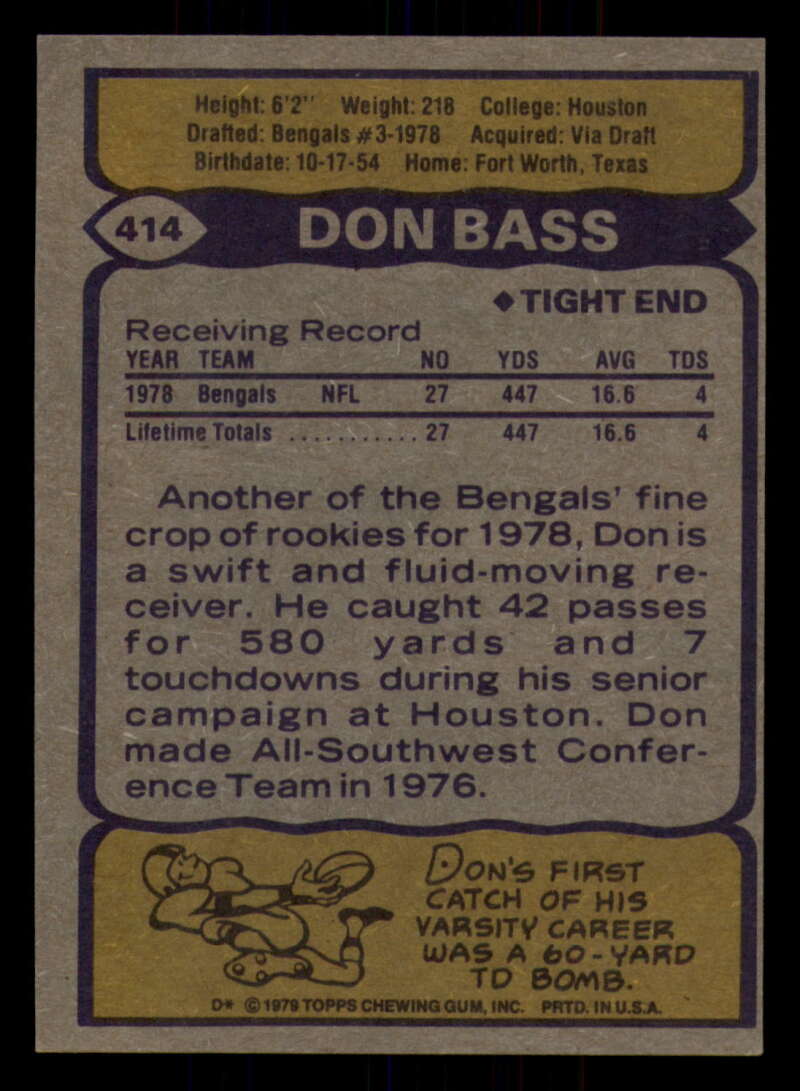 Height: 6'2" Weight: 218 College: Houston
Drafted: Bengals #3-1978 Acquired: Via Draft
Birthdate: 10-17-54 Home: Fort Worth, Texas
414 DON BASS
◆TIGHT END
Receiving Record
YEAR TEAM NO YDS AVG TDS
1978 Bengals NFL 27 447 16.6 4
Lifetime Totals ........... 27 447 16.6 4
Another of the Bengals' fine
crop of rookies for 1978, Don is
a swift and fluid-moving re-
ceiver. He caught 42 passes
for 580 yards and 7
touchdowns during his senior
campaign at Houston. Don
made All-Southwest Confer-
ence Team in 1976.
DON'S FIRST
CATCH OF HIS
VARSITY CAREER
WAS A 60-YARD
TD BOMB.
D* © 1979 TOPPS CHEWING GUM, INC. PRTD. IN U.S.A.